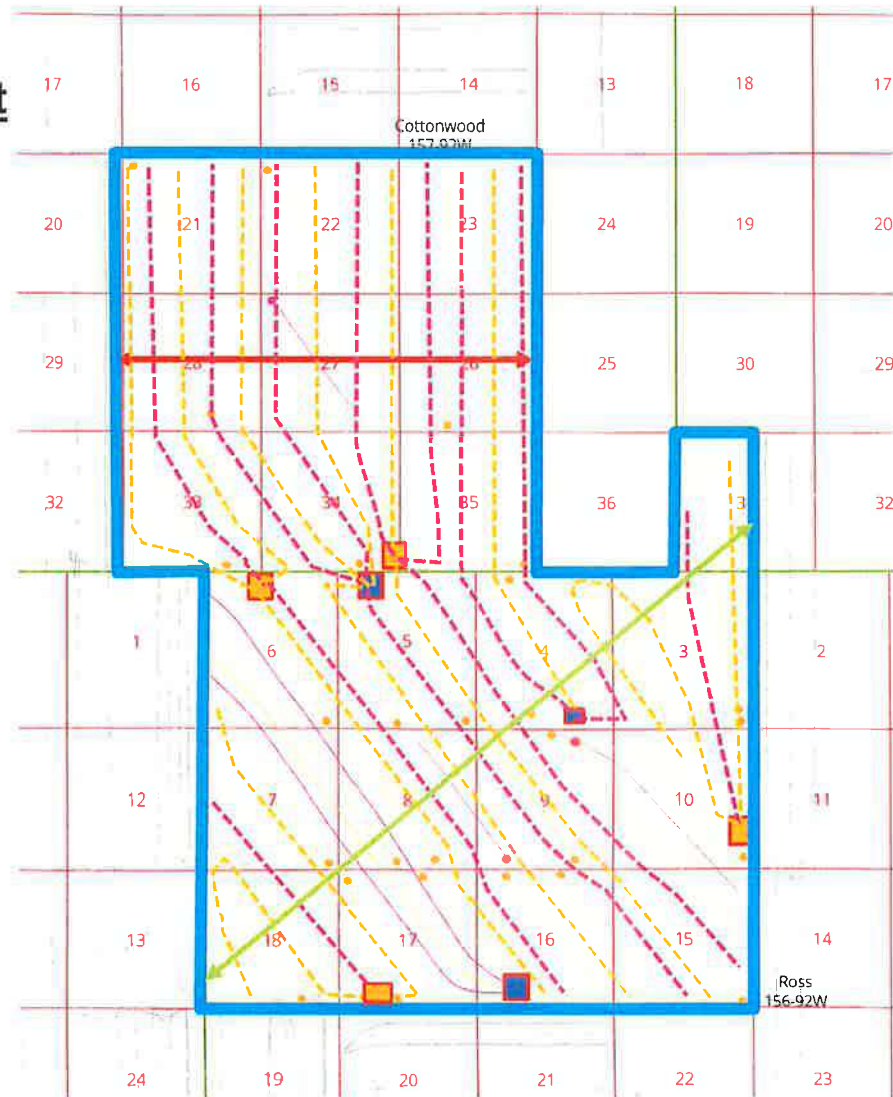 t
17 16 15 14 13 18 17
Cottonwood
157-92W
20 21 22 23 24 19 20
29 28 27 26 25 30 29
32 33 34 35 36 3 32
1 6 5 4 3 2
12 7 8 9 10 11
13 18 17 16 15 14
Ross
156-92W
24 19 20 21 22 23